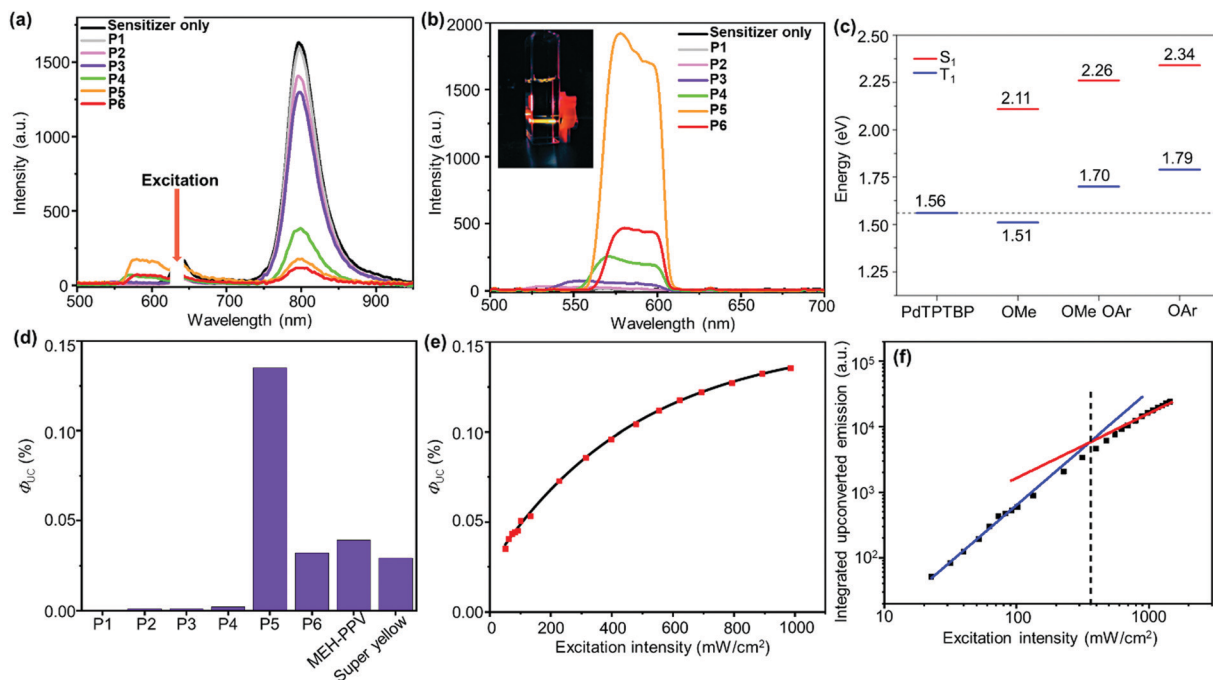 (a)
Sensitizer only
P1
P2
P3
P4
P5
P6
Excitation
Intensity (a.u.)
1500
1000
500
0
500 600 700 800 900
Wavelength (nm)
(b)
Sensitizer only
P1
P2
P3
P4
P5
P6
Intensity (a.u.)
2000
1500
1000
500
0
500 550 600 650 700
Wavelength (nm)
(c)
S1
T1
Energy (eV)
2.50
2.25
2.00
1.75
1.50
1.25
1.56
2.11
1.51
2.26
1.70
2.34
1.79
PdTPTBP OMe OMe OAr OAr
(d)
ΦUC (%)
0.15
0.10
0.05
0.00
P1 P2 P3 P4 P5 P6 MEH-PPV Super yellow
(e)
ΦUC (%)
0.15
0.10
0.05
0.00
0 200 400 600 800 1000
Excitation intensity (mW/cm²)
(f)
Integrated upconverted emission (a.u.)
10⁵
10⁴
10³
10²
10 100 1000
Excitation intensity (mW/cm²)